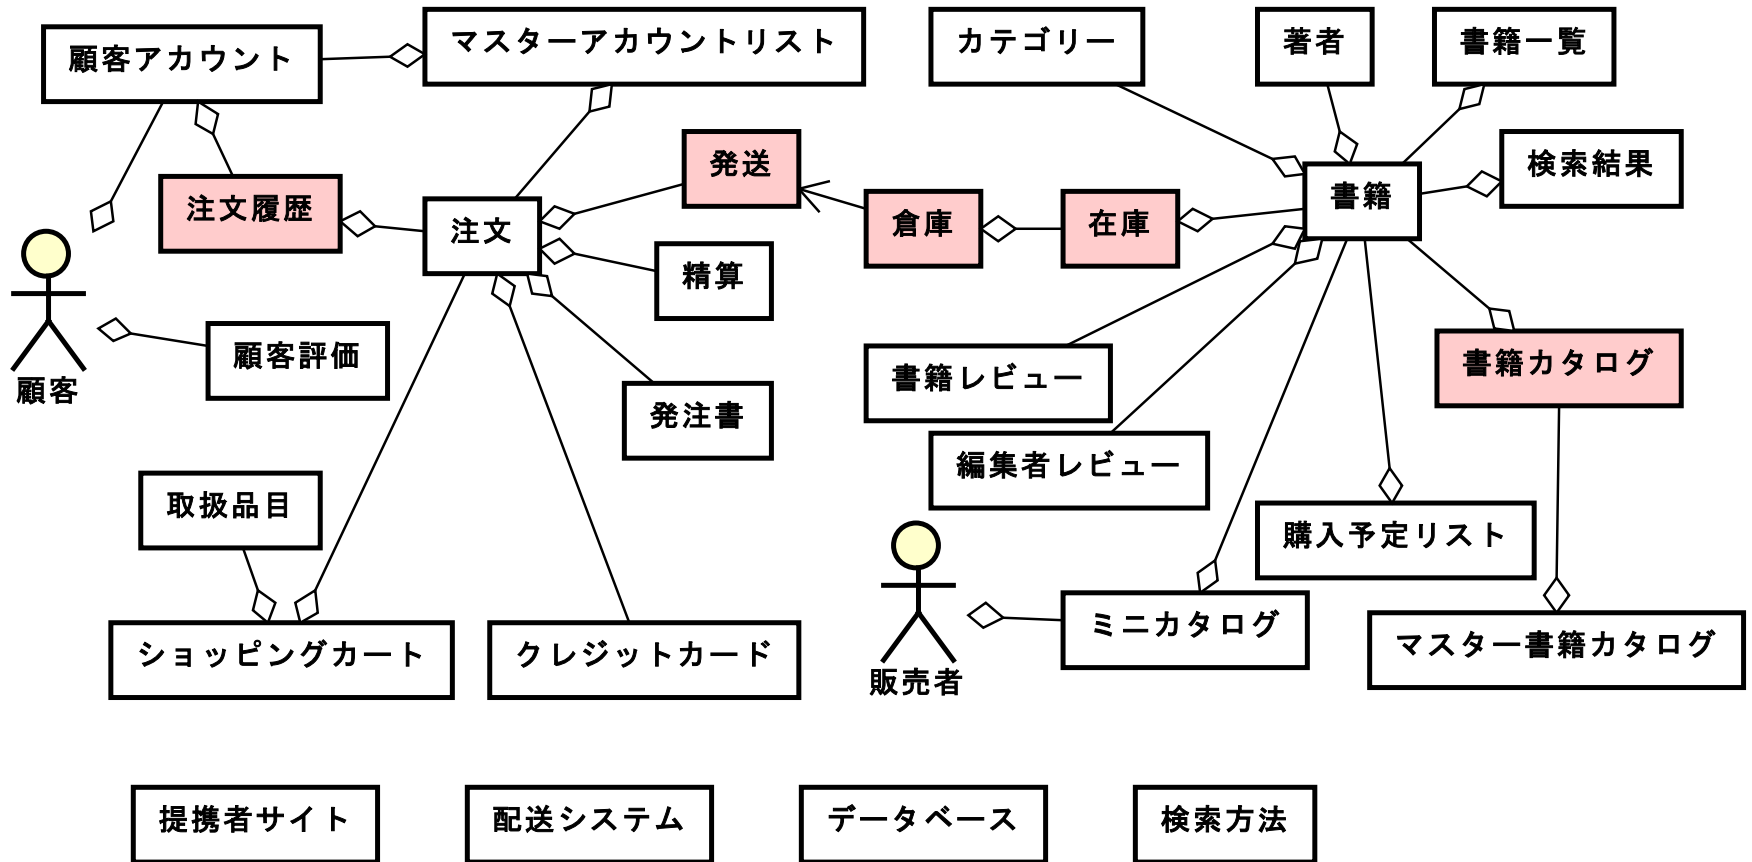 顧客アカウント
マスターアカウントリスト
カテゴリー
著者
書籍一覧
発送
検索結果
注文履歴
注文
倉庫
在庫
書籍
精算
顧客評価
顧客
発注書
書籍レビュー
書籍カタログ
編集者レビュー
取扱品目
購入予定リスト
ショッピングカート
クレジットカード
販売者
ミニカタログ
マスター書籍カタログ
提携者サイト
配送システム
データベース
検索方法